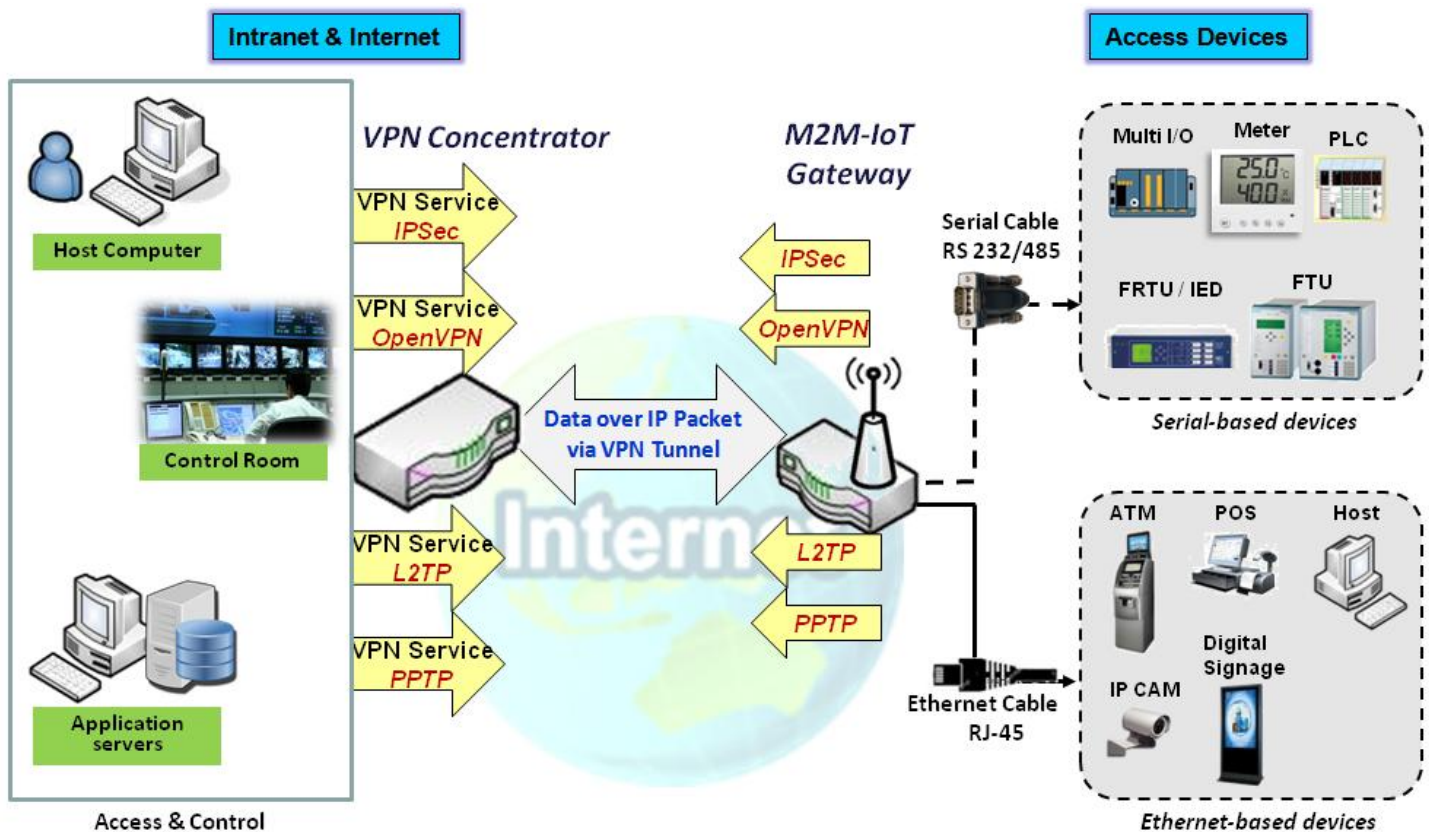 Intranet & Internet
Access Devices
VPN Concentrator
M2M-IoT
Gateway
Host Computer
Control Room
Application
servers
Access & Control
VPN Service
IPSec
VPN Service
OpenVPN
VPN Service
L2TP
VPN Service
PPTP
Data over IP Packet
via VPN Tunnel
Internet
IPSec
OpenVPN
L2TP
PPTP
Serial Cable
RS 232/485
Ethernet Cable
RJ-45
Multi I/O
Meter
PLC
25.0 °C
40.0
FRTU / IED
FTU
Serial-based devices
ATM
POS
Host
Digital
Signage
IP CAM
Ethernet-based devices